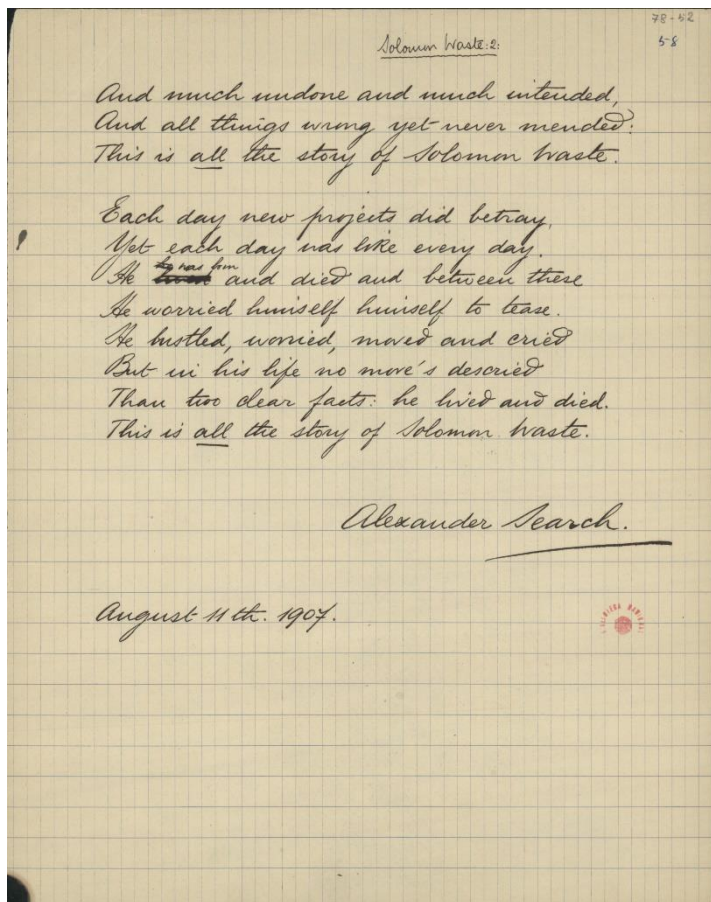 78-52
58
Solomon Waste:2:
And much undone and much intended,
And all things wrong yet never mended:
This is all the story of Solomon Waste.
Each day new projects did betray,
Yet each day was like every day.
He was born and died and between these
He worried himself himself to tease.
He bustled, worried, moved and cried
But in his life no more's descried
Than two clear facts: he lived and died.
This is all the story of Solomon Waste.
Alexander Search.
August 11th. 1907.